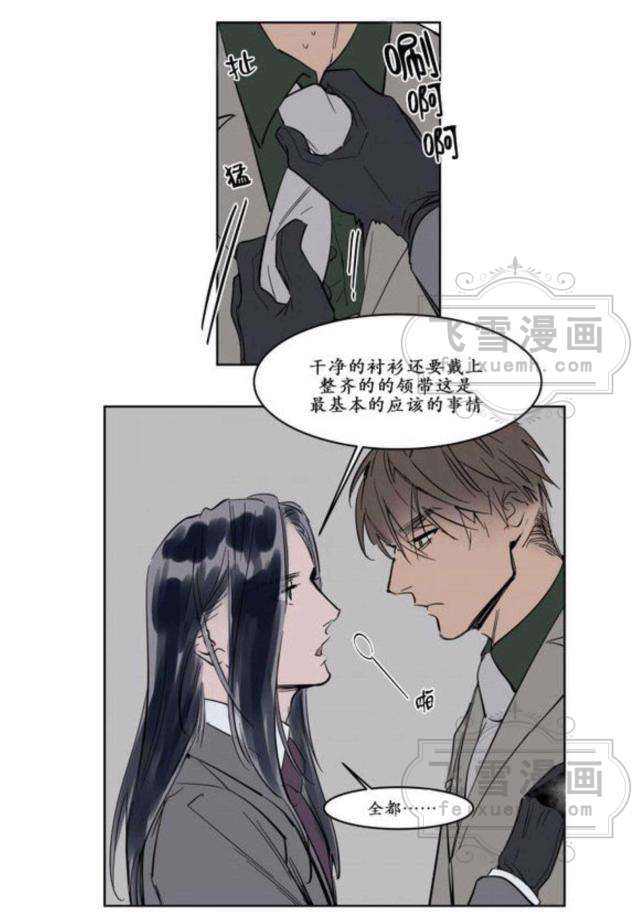 扯
唰
啊
啊
猛
飞雪漫画
feixuemh.com
干净的衬衫还要戴上
整齐的的领带这是
最基本的应该的事情
啪
飞雪漫画
feixuemh.com
全都……